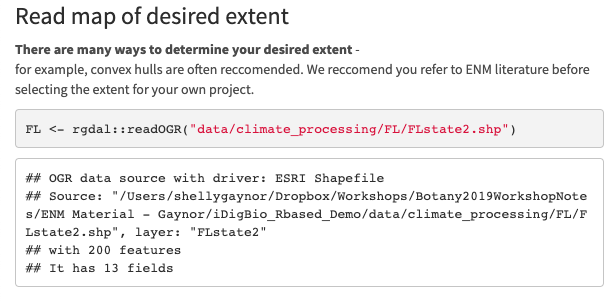 Read map of desired extent
There are many ways to determine your desired extent -
for example, convex hulls are often reccomended. We reccomend you refer to ENM literature before
selecting the extent for your own project.
FL <- rgdal::readOGR("data/climate_processing/FL/FLstate2.shp")
## OGR data source with driver: ESRI Shapefile
## Source: "/Users/shellygaynor/Dropbox/Workshops/Botany2019WorkshopNote
s/ENM Material - Gaynor/iDigBio_Rbased_Demo/data/climate_processing/FL/F
Lstate2.shp", layer: "FLstate2"
## with 200 features
## It has 13 fields